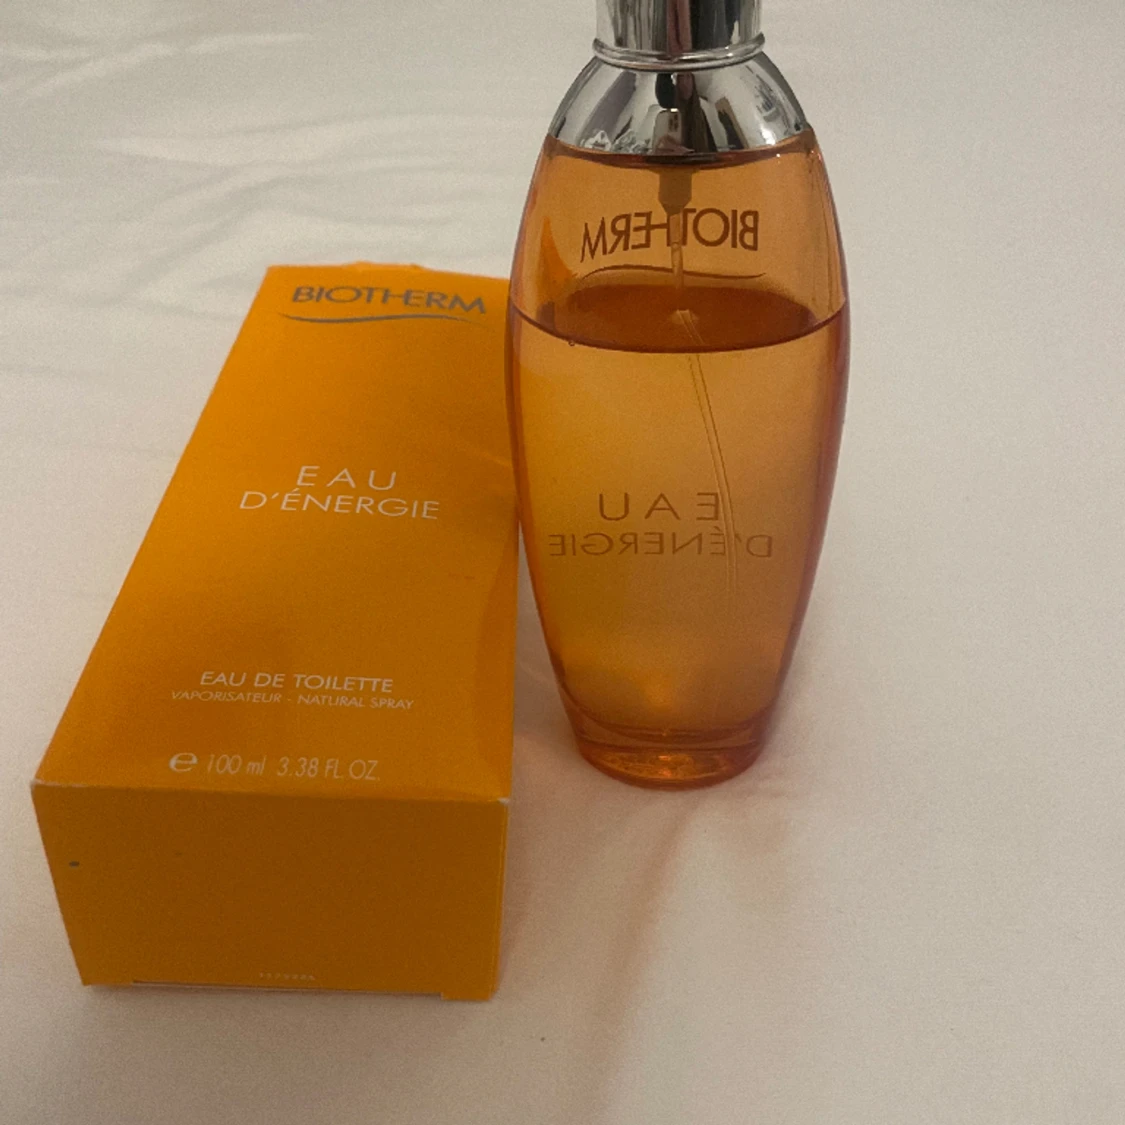 BIOTHERM
EAU
D'ÉNERGIE
EAU DE TOILETTE
VAPORISATEUR - NATURAL SPRAY
e 100 ml 3.38 FL. OZ.
BIOTHERM
EAU
D'ÉNERGIE